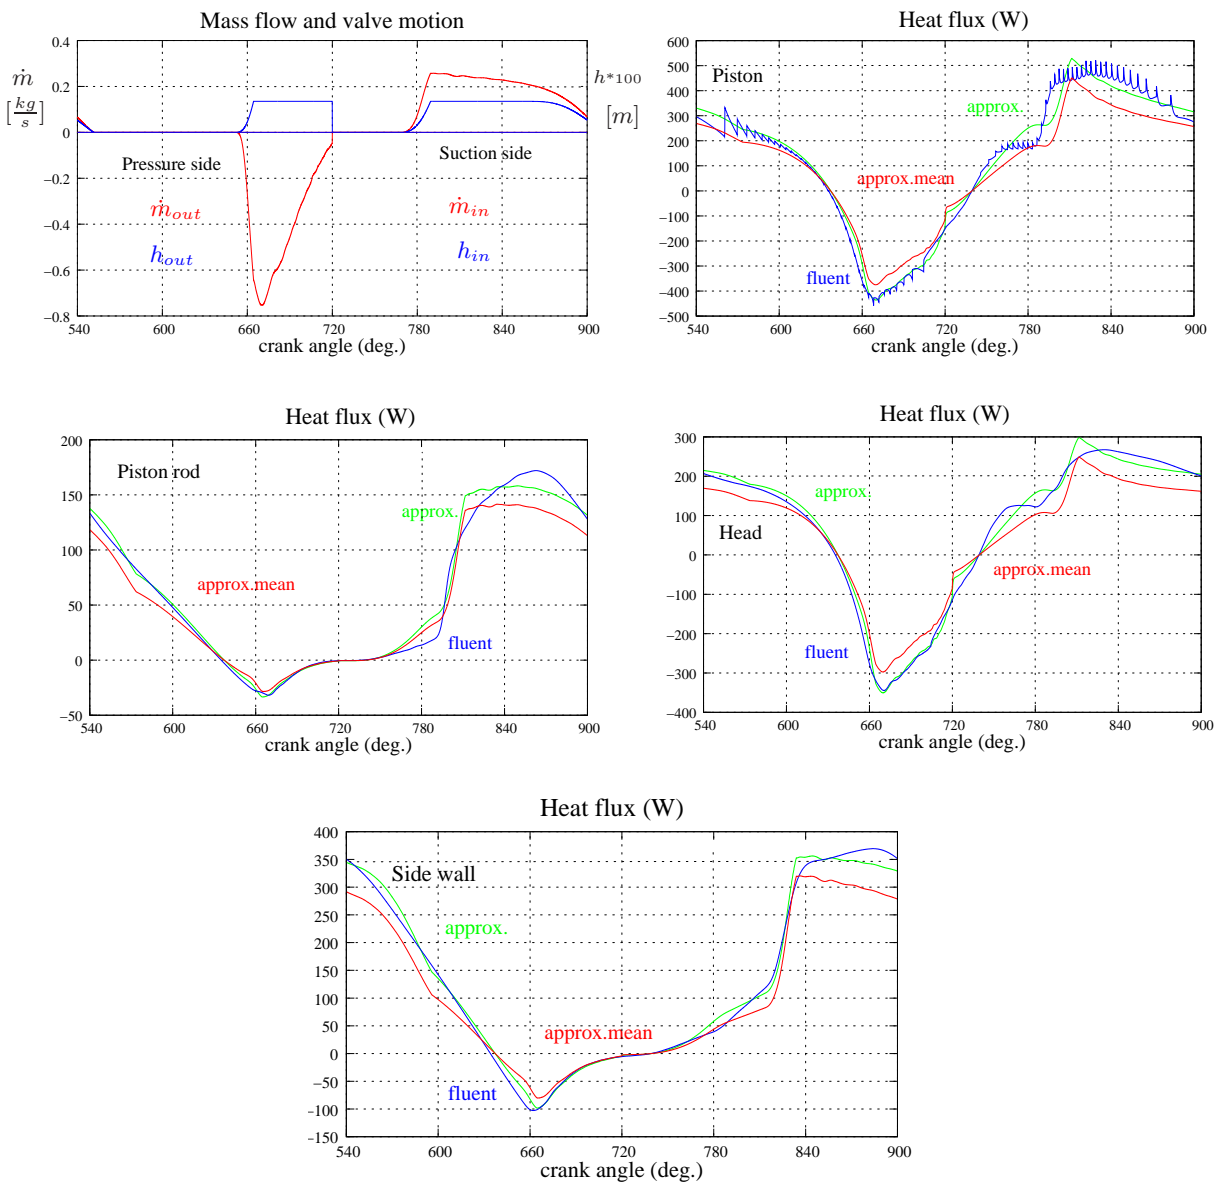 Mass flow and valve motion
0.4
0.2
0
−0.2
−0.4
−0.6
−0.8
ṁ
[kg/s]
h*100
[m]
Pressure side
Suction side
ṁout
ṁin
hout
hin
540 600 660 720 780 840 900
crank angle (deg.)
Heat flux (W)
600
500
400
300
200
100
0
−100
−200
−300
−400
−500
Piston
approx.
approx.mean
fluent
540 600 660 720 780 840 900
crank angle (deg.)
Heat flux (W)
200
150
100
50
0
−50
Piston rod
approx.
approx.mean
fluent
540 600 660 720 780 840 900
crank angle (deg.)
Heat flux (W)
300
200
100
0
−100
−200
−300
−400
approx.
Head
approx.mean
fluent
540 600 660 720 780 840 900
crank angle (deg.)
Heat flux (W)
400
350
300
250
200
150
100
50
0
−50
−100
−150
Side wall
approx.
approx.mean
fluent
540 600 660 720 780 840 900
crank angle (deg.)